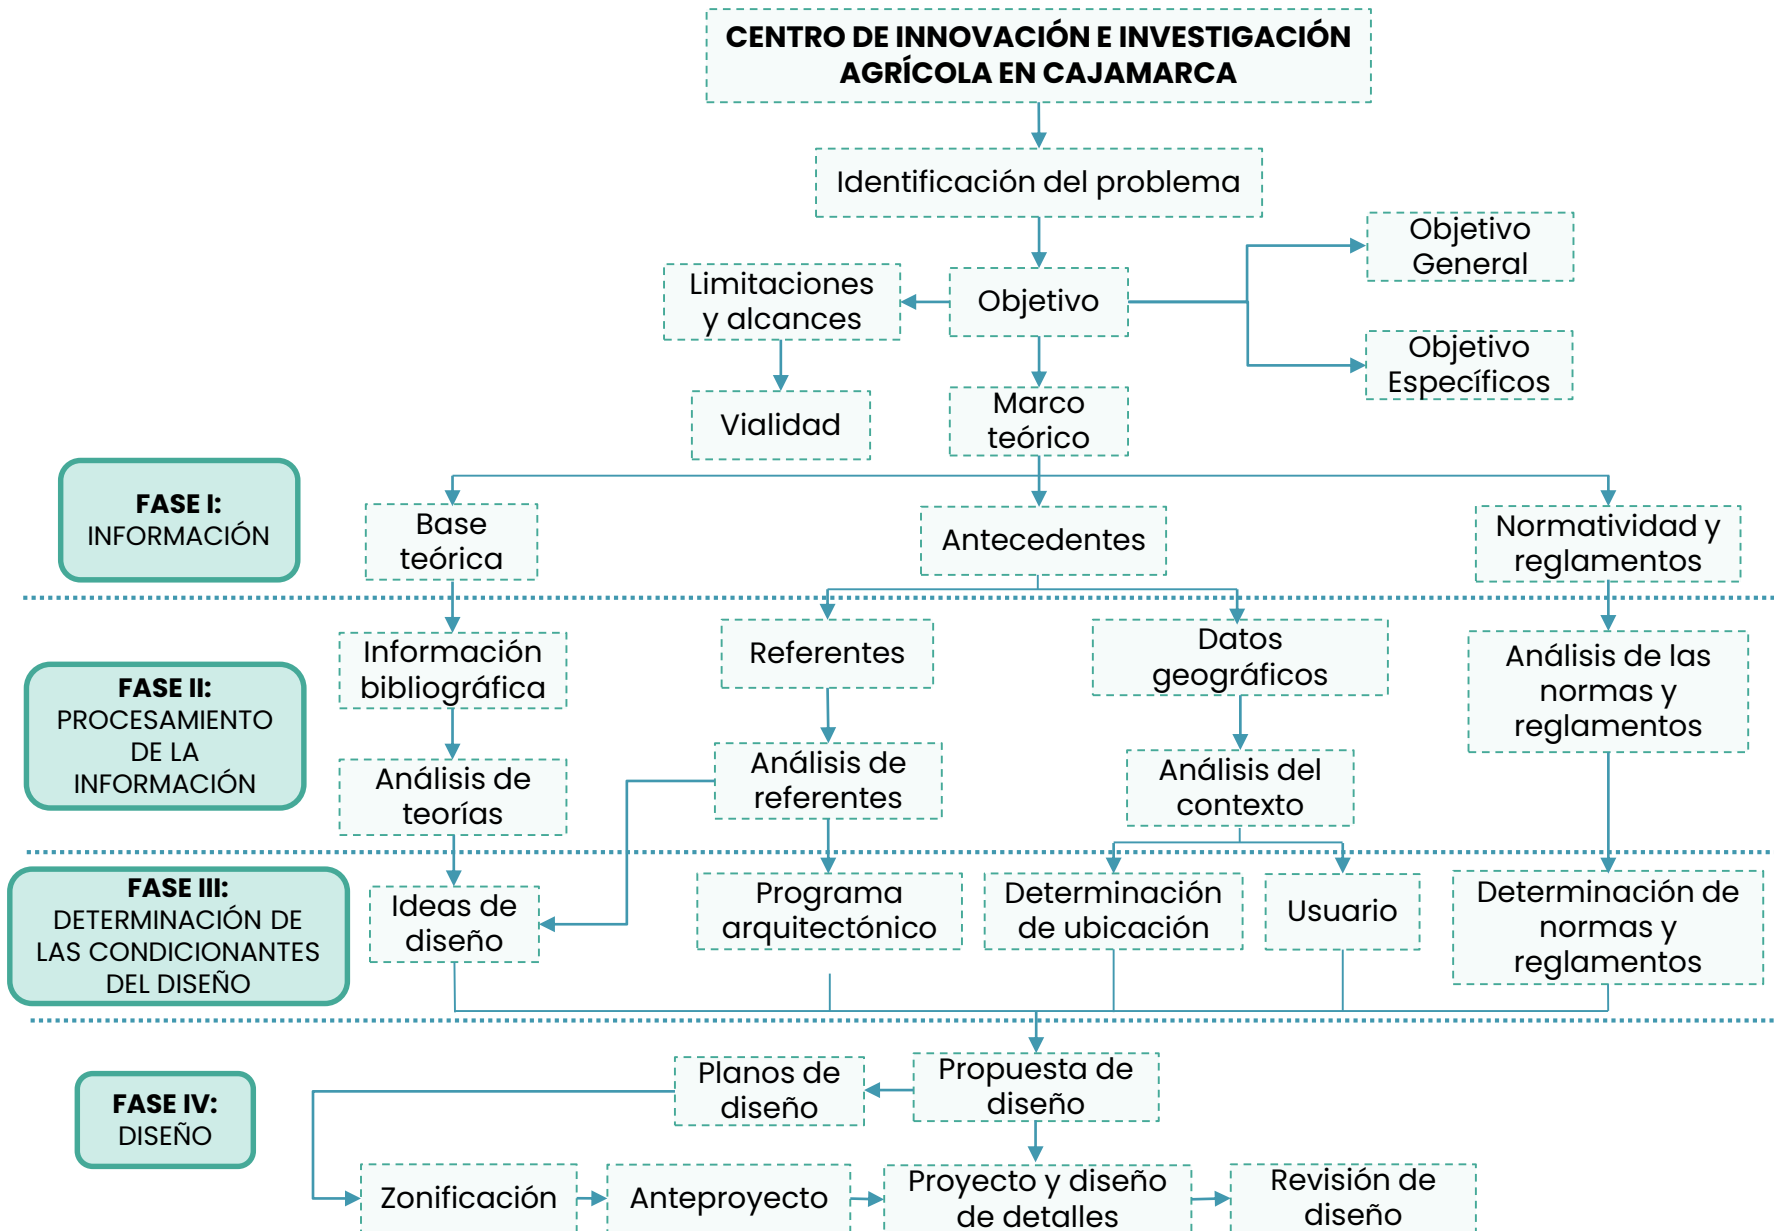 CENTRO DE INNOVACIÓN E INVESTIGACIÓN
AGRÍCOLA EN CAJAMARCA
Identificación del problema
Objetivo
General
Limitaciones
y alcances
Objetivo
Objetivo
Específicos
Vialidad
Marco
teórico
FASE I:
INFORMACIÓN
Base
teórica
Antecedentes
Normatividad y
reglamentos
FASE II:
PROCESAMIENTO
DE LA
INFORMACIÓN
Información
bibliográfica
Referentes
Datos
geográficos
Análisis de las
normas y
reglamentos
Análisis de
teorías
Análisis de
referentes
Análisis del
contexto
FASE III:
DETERMINACIÓN DE
LAS CONDICIONANTES
DEL DISEÑO
Ideas de
diseño
Programa
arquitectónico
Determinación
de ubicación
Usuario
Determinación de
normas y
reglamentos
FASE IV:
DISEÑO
Planos de
diseño
Propuesta de
diseño
Zonificación
Anteproyecto
Proyecto y diseño
de detalles
Revisión de
diseño